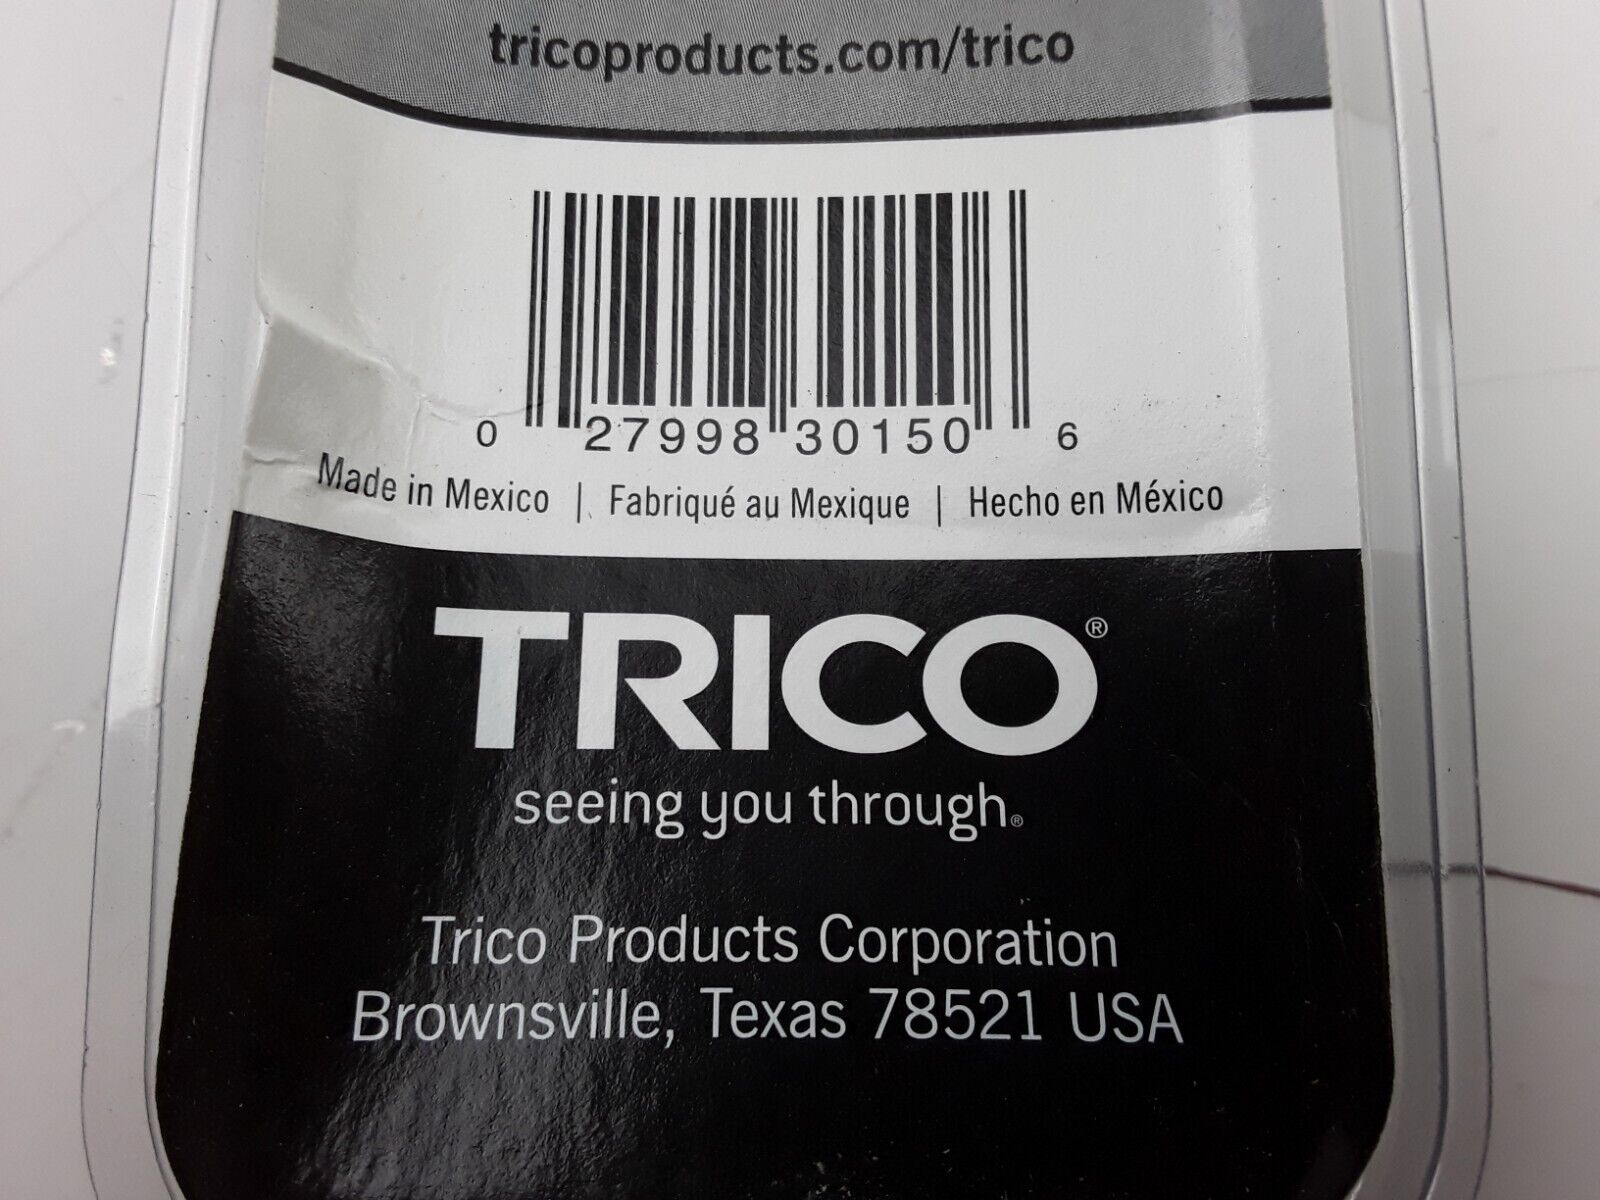 tricoproducts.com/trico
0 27998 30150 6
Made in Mexico | Fabriqué au Mexique | Hecho en México
TRICO®
seeing you through®
Trico Products Corporation
Brownsville, Texas 78521 USA